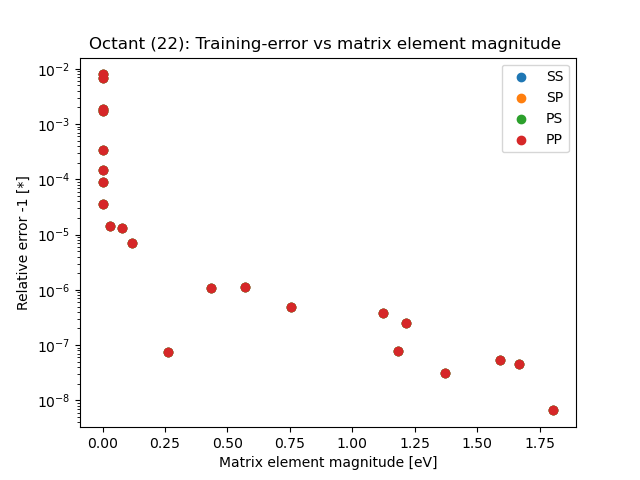 Octant (22): Training-error vs matrix element magnitude
SS
SP
PS
PP
Relative error -1 [*]
10⁻²
10⁻³
10⁻⁴
10⁻⁵
10⁻⁶
10⁻⁷
10⁻⁸
0.00 0.25 0.50 0.75 1.00 1.25 1.50 1.75
Matrix element magnitude [eV]